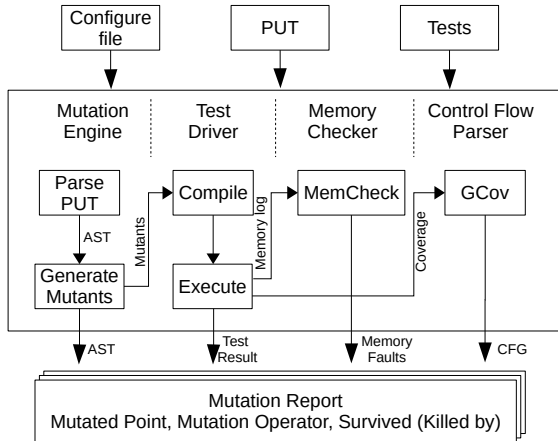 Configure
file
PUT
Tests
Mutation
Engine
Test
Driver
Memory
Checker
Control Flow
Parser
Parse
PUT
Compile
MemCheck
GCov
AST
Mutants
Memory log
Coverage
Generate
Mutants
Execute
AST
Test
Result
Memory
Faults
CFG
Mutation Report
Mutated Point, Mutation Operator, Survived (Killed by)